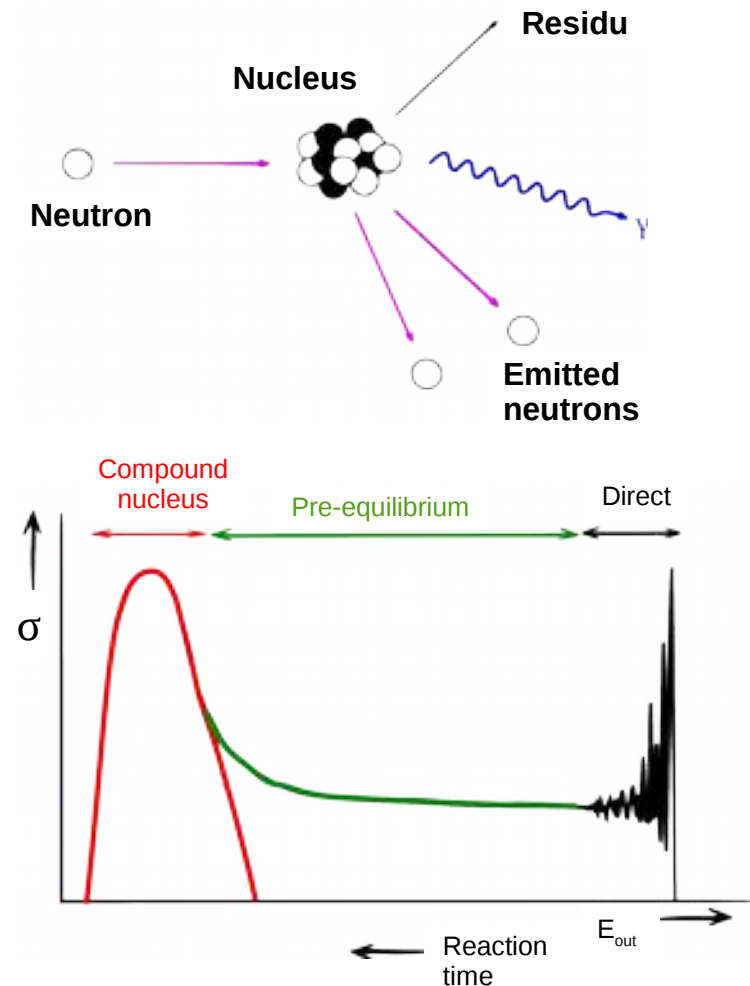 Residu
Nucleus
Neutron
γ
Emitted
neutrons
Compound
nucleus
Pre-equilibrium
Direct
σ
E_out
Reaction
time